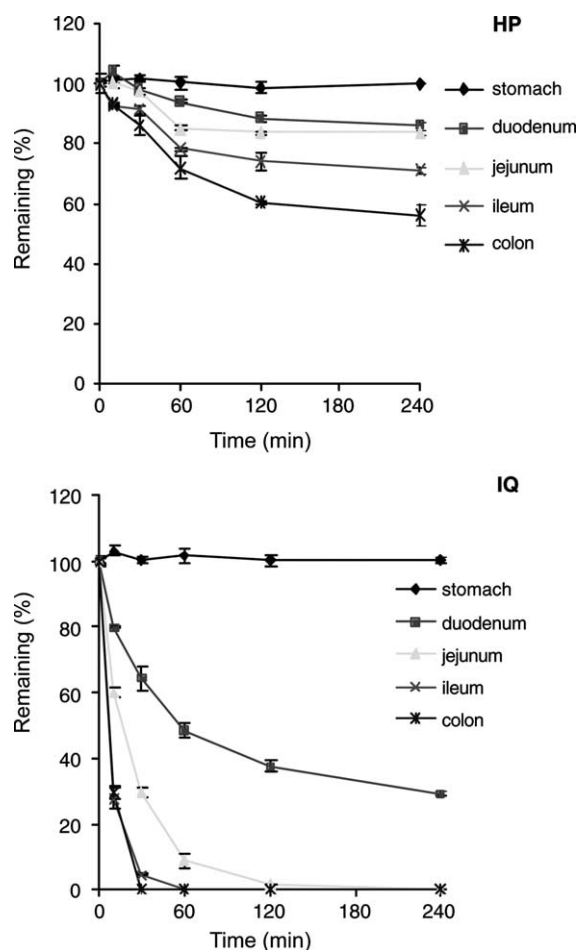 HP
120
100
80
60
40
20
0
Remaining (%)
0 60 120 180 240
Time (min)
stomach
duodenum
jejunum
ileum
colon
IQ
120
100
80
60
40
20
0
Remaining (%)
0 60 120 180 240
Time (min)
stomach
duodenum
jejunum
ileum
colon